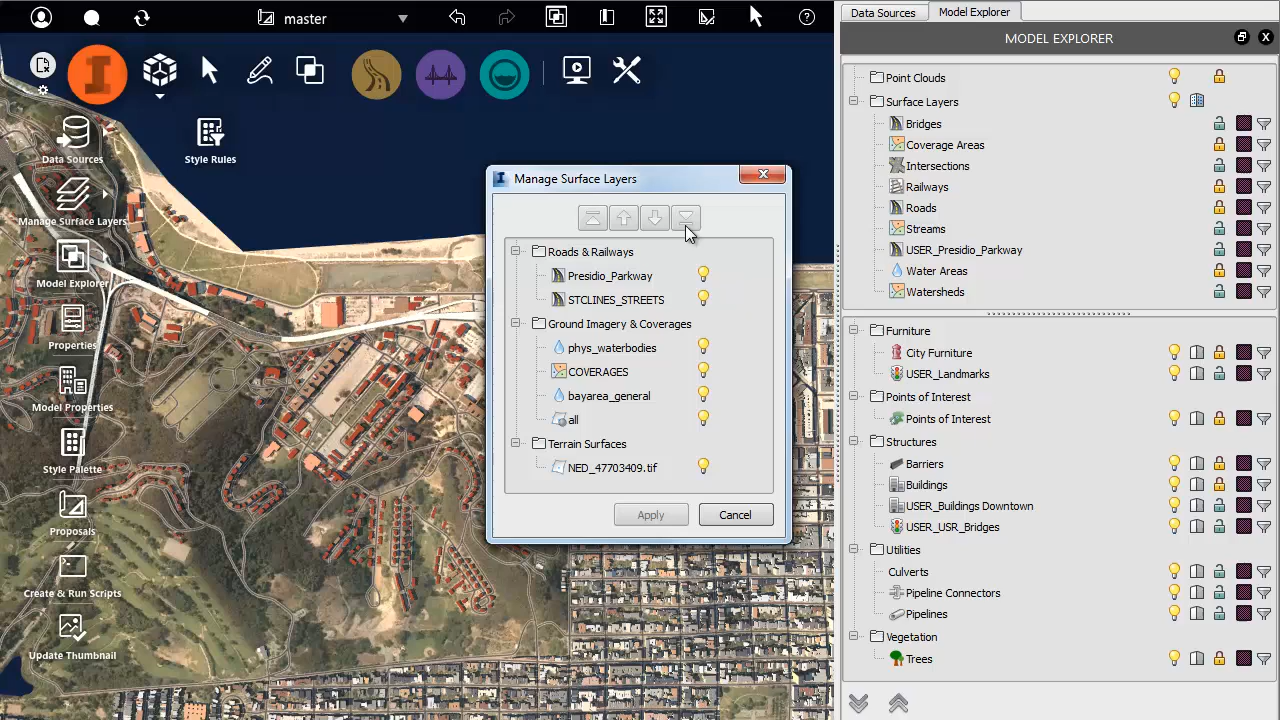 master
Data Sources
Model Explorer
MODEL EXPLORER
Data Sources
Manage Surface Layers
Model Explorer
Properties
Model Properties
Style Palette
Proposals
Create & Run Scripts
Update Thumbnail
Style Rules
Manage Surface Layers
Roads & Railways
Presidio_Parkway
STCLINES_STREETS
Ground Imagery & Coverages
phys_waterbodies
COVERAGES
bayarea_general
all
Terrain Surfaces
NED_47703409.tif
Apply
Cancel
Point Clouds
Surface Layers
Bridges
Coverage Areas
Intersections
Railways
Roads
Streams
USER_Presidio_Parkway
Water Areas
Watersheds
Furniture
City Furniture
USER_Landmarks
Points of Interest
Points of Interest
Structures
Barriers
Buildings
USER_Buildings Downtown
USER_USR_Bridges
Utilities
Culverts
Pipeline Connectors
Pipelines
Vegetation
Trees